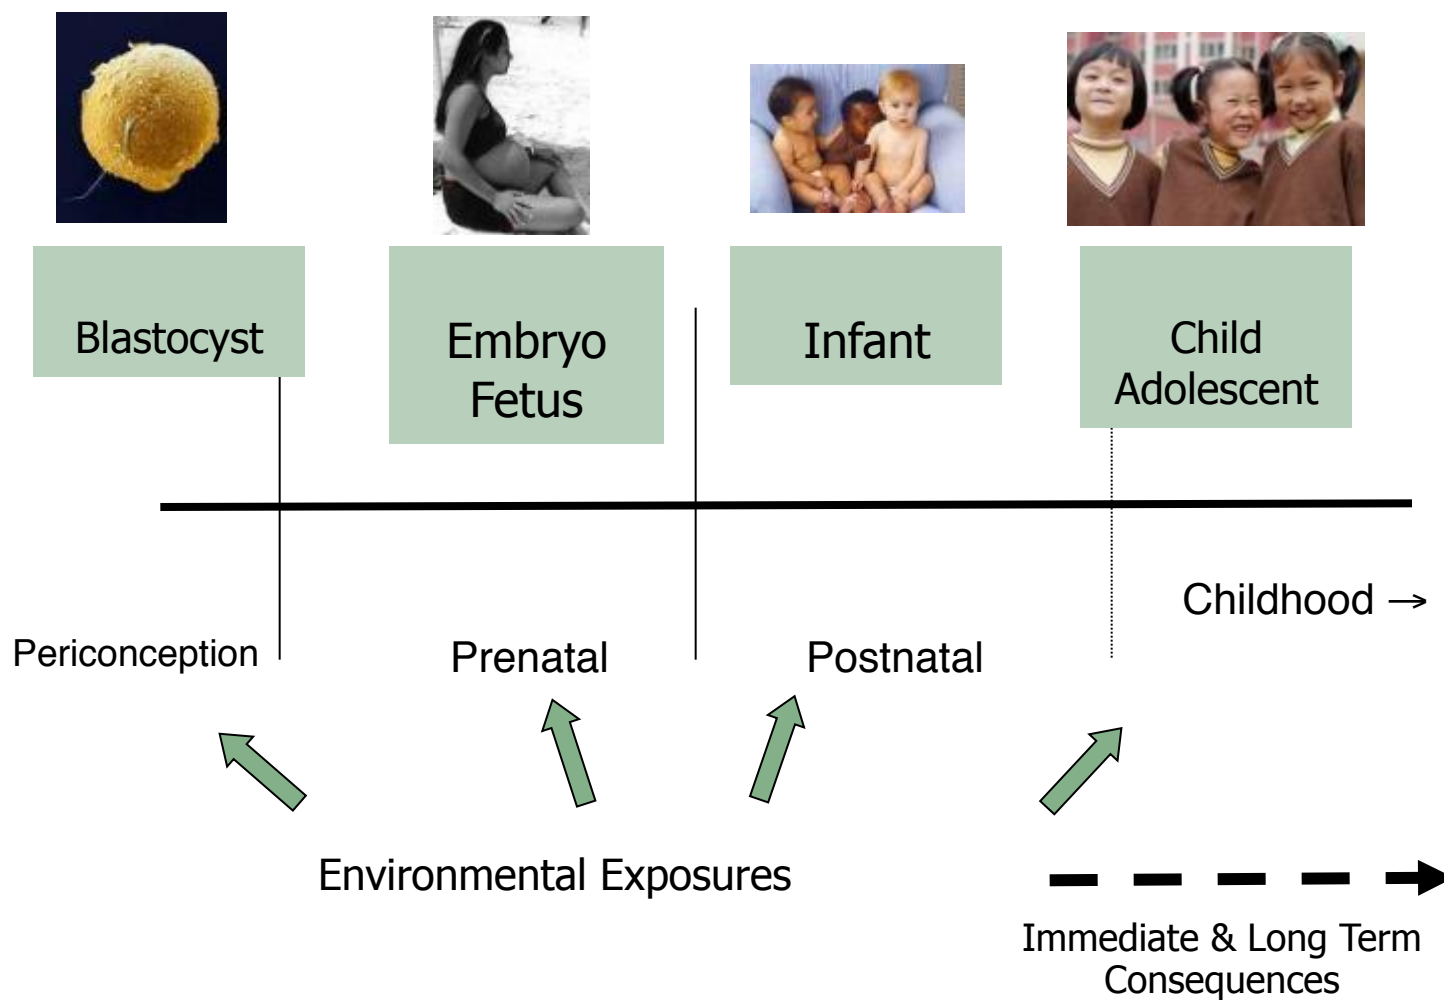 Blastocyst
Embryo
Fetus
Infant
Child
Adolescent
Childhood →
Periconception
Prenatal
Postnatal
Environmental Exposures
Immediate & Long Term
Consequences